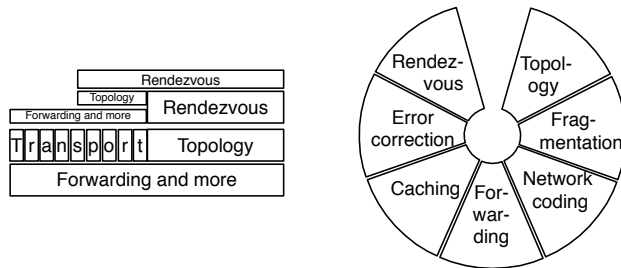 Rendezvous
Topology
Rendezvous
Forwarding and more
Transport
Topology
Forwarding and more
Rendez-
vous
Topol-
ogy
Error
correction
Frag-
mentation
Caching
For-
war-
ding
Network
coding